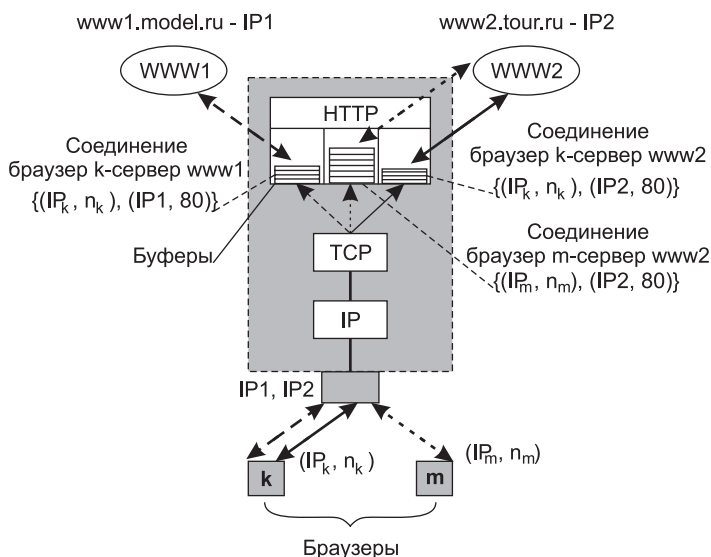 www1.model.ru - IP1
www2.tour.ru - IP2
WWW1
WWW2
HTTP
Соединение
браузер k-сервер www1
{(IPk, nk), (IP1, 80)}
Соединение
браузер k-сервер www2
{(IPk, nk), (IP2, 80)}
Буферы
Соединение
браузер m-сервер www2
{(IPm, nm), (IP2, 80)}
TCP
IP
IP1, IP2
(IPk, nk)
(IPm, nm)
k
m
Браузеры